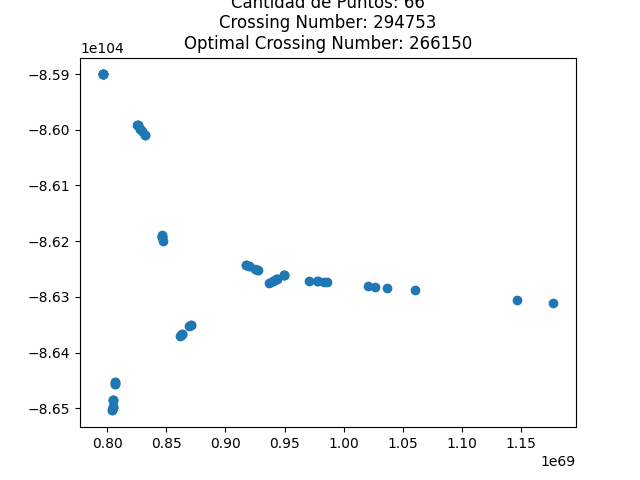 Cantidad de Puntos: 66
Crossing Number: 294753
Optimal Crossing Number: 266150
1e104
−8.59
−8.60
−8.61
−8.62
−8.63
−8.64
−8.65
0.80 0.85 0.90 0.95 1.00 1.05 1.10 1.15
1e69